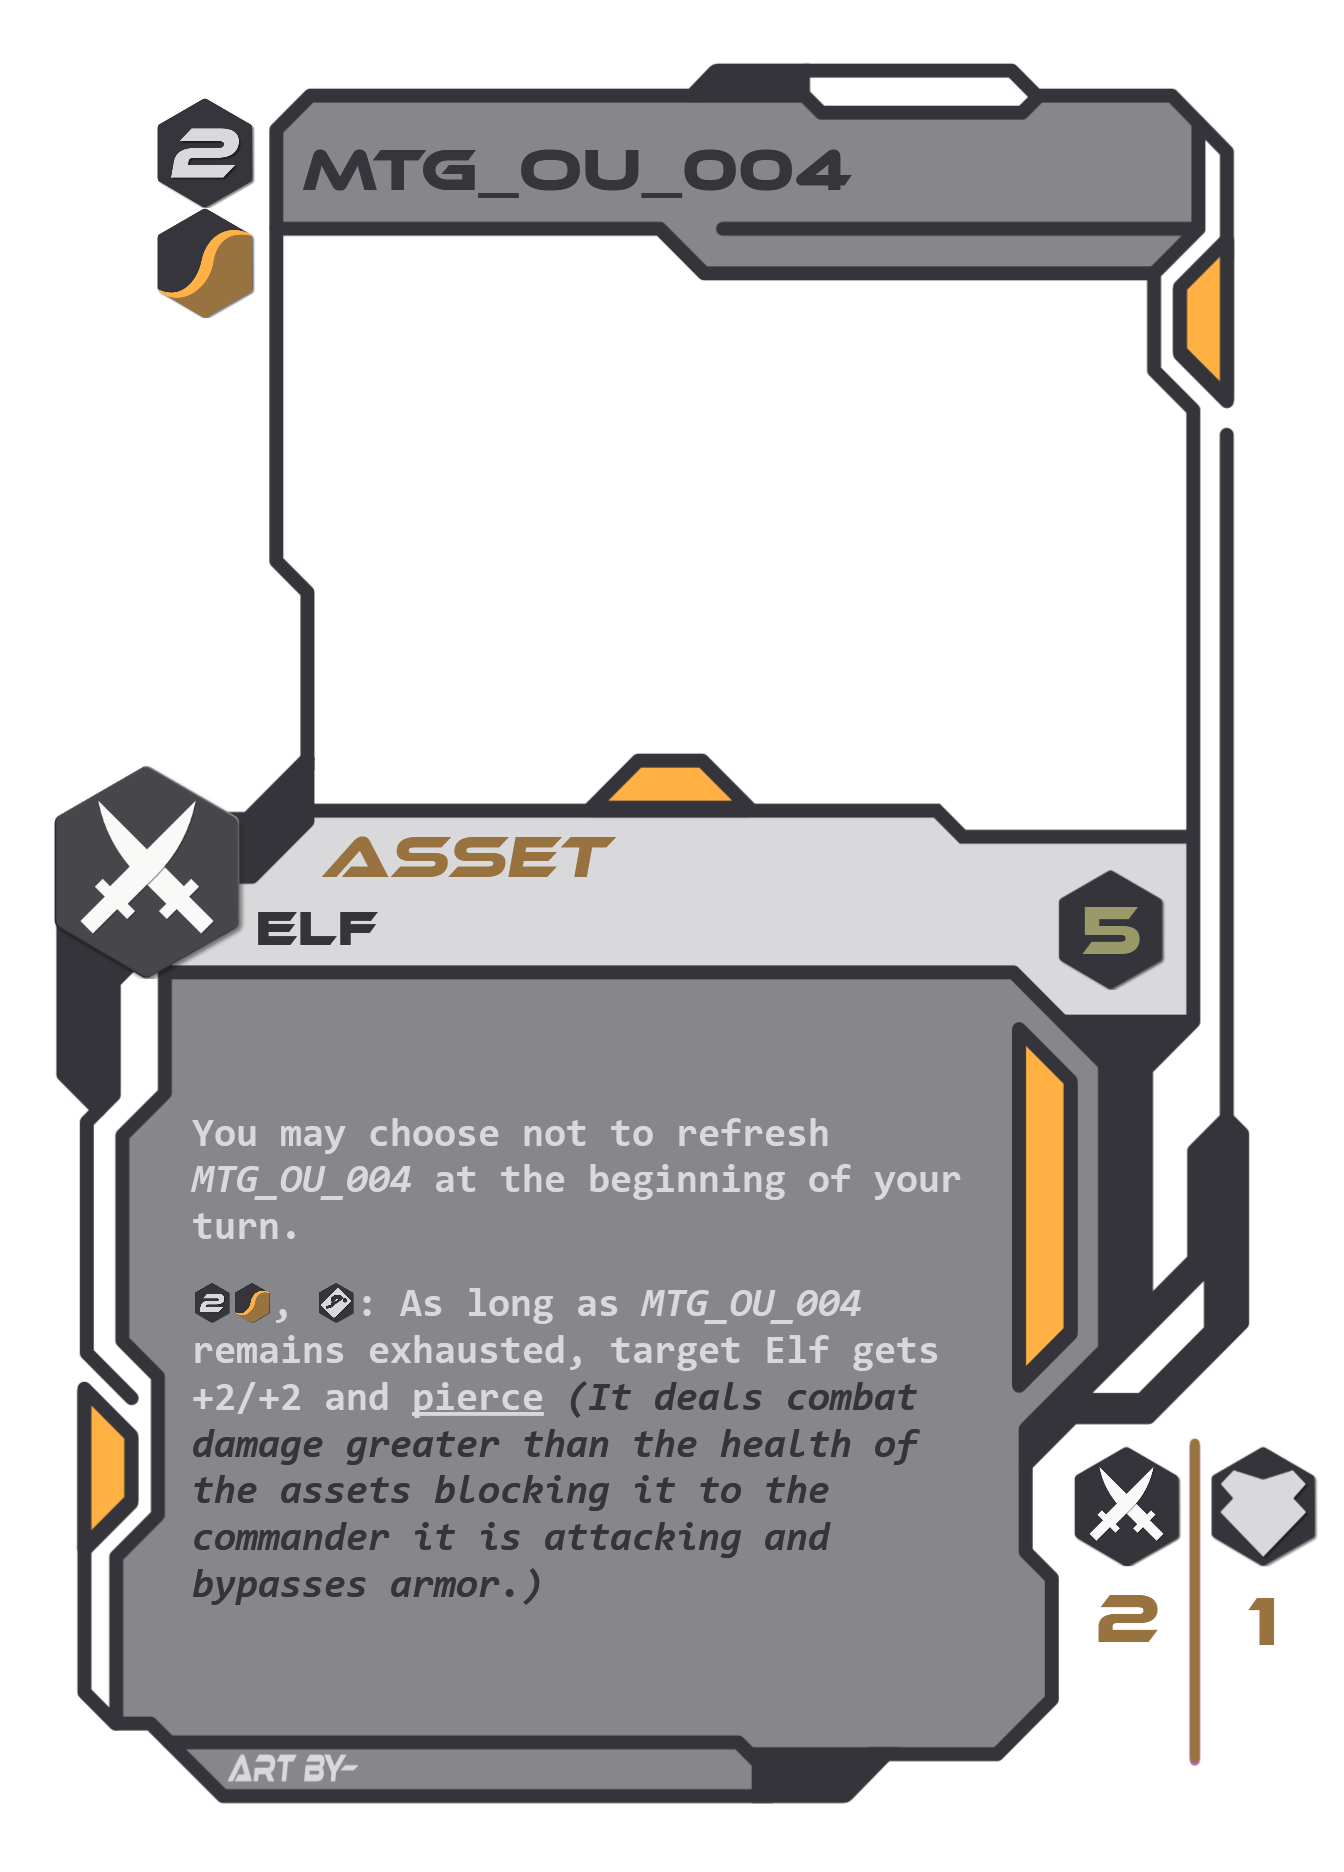 2
MTG_OU_004
ASSET
ELF
5
You may choose not to refresh
MTG_OU_004 at the beginning of your
turn.
2, : As long as MTG_OU_004
remains exhausted, target Elf gets
+2/+2 and pierce (It deals combat
damage greater than the health of
the assets blocking it to the
commander it is attacking and
bypasses armor.)
2
1
ART BY-